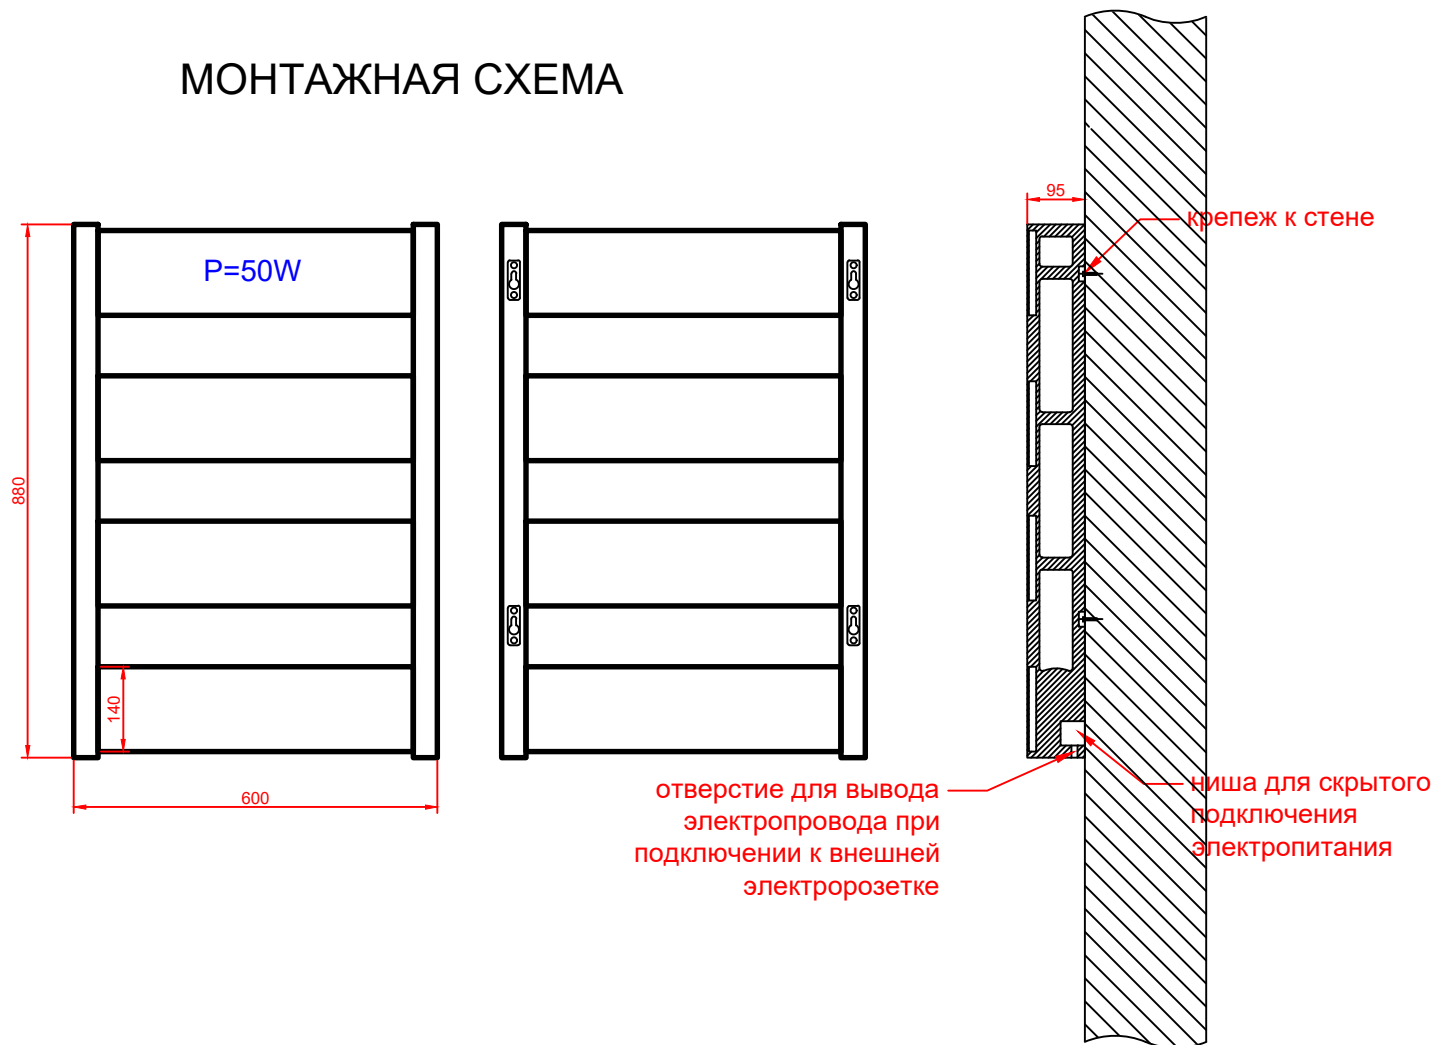 МОНТАЖНАЯ СХЕМА
95
крепеж к стене
P=50W
880
140
600
отверстие для вывода
электропровода при
подключении к внешней
электророзетке
ниша для скрытого
подключения
электропитания